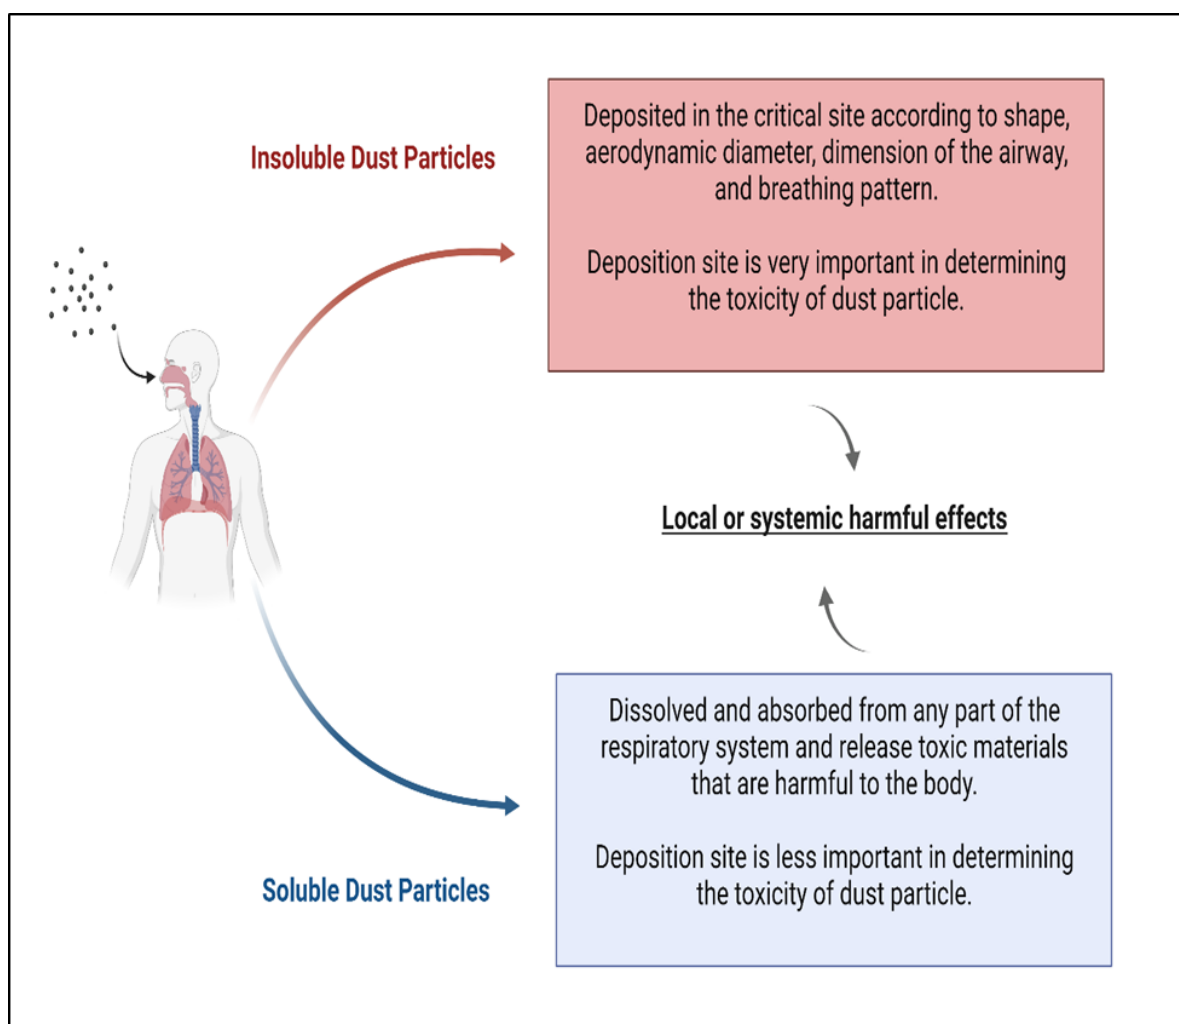 Insoluble Dust Particles
Deposited in the critical site according to shape,
aerodynamic diameter, dimension of the airway,
and breathing pattern.
Deposition site is very important in determining
the toxicity of dust particle.
Local or systemic harmful effects
Dissolved and absorbed from any part of the
respiratory system and release toxic materials
that are harmful to the body.
Deposition site is less important in determining
the toxicity of dust particle.
Soluble Dust Particles